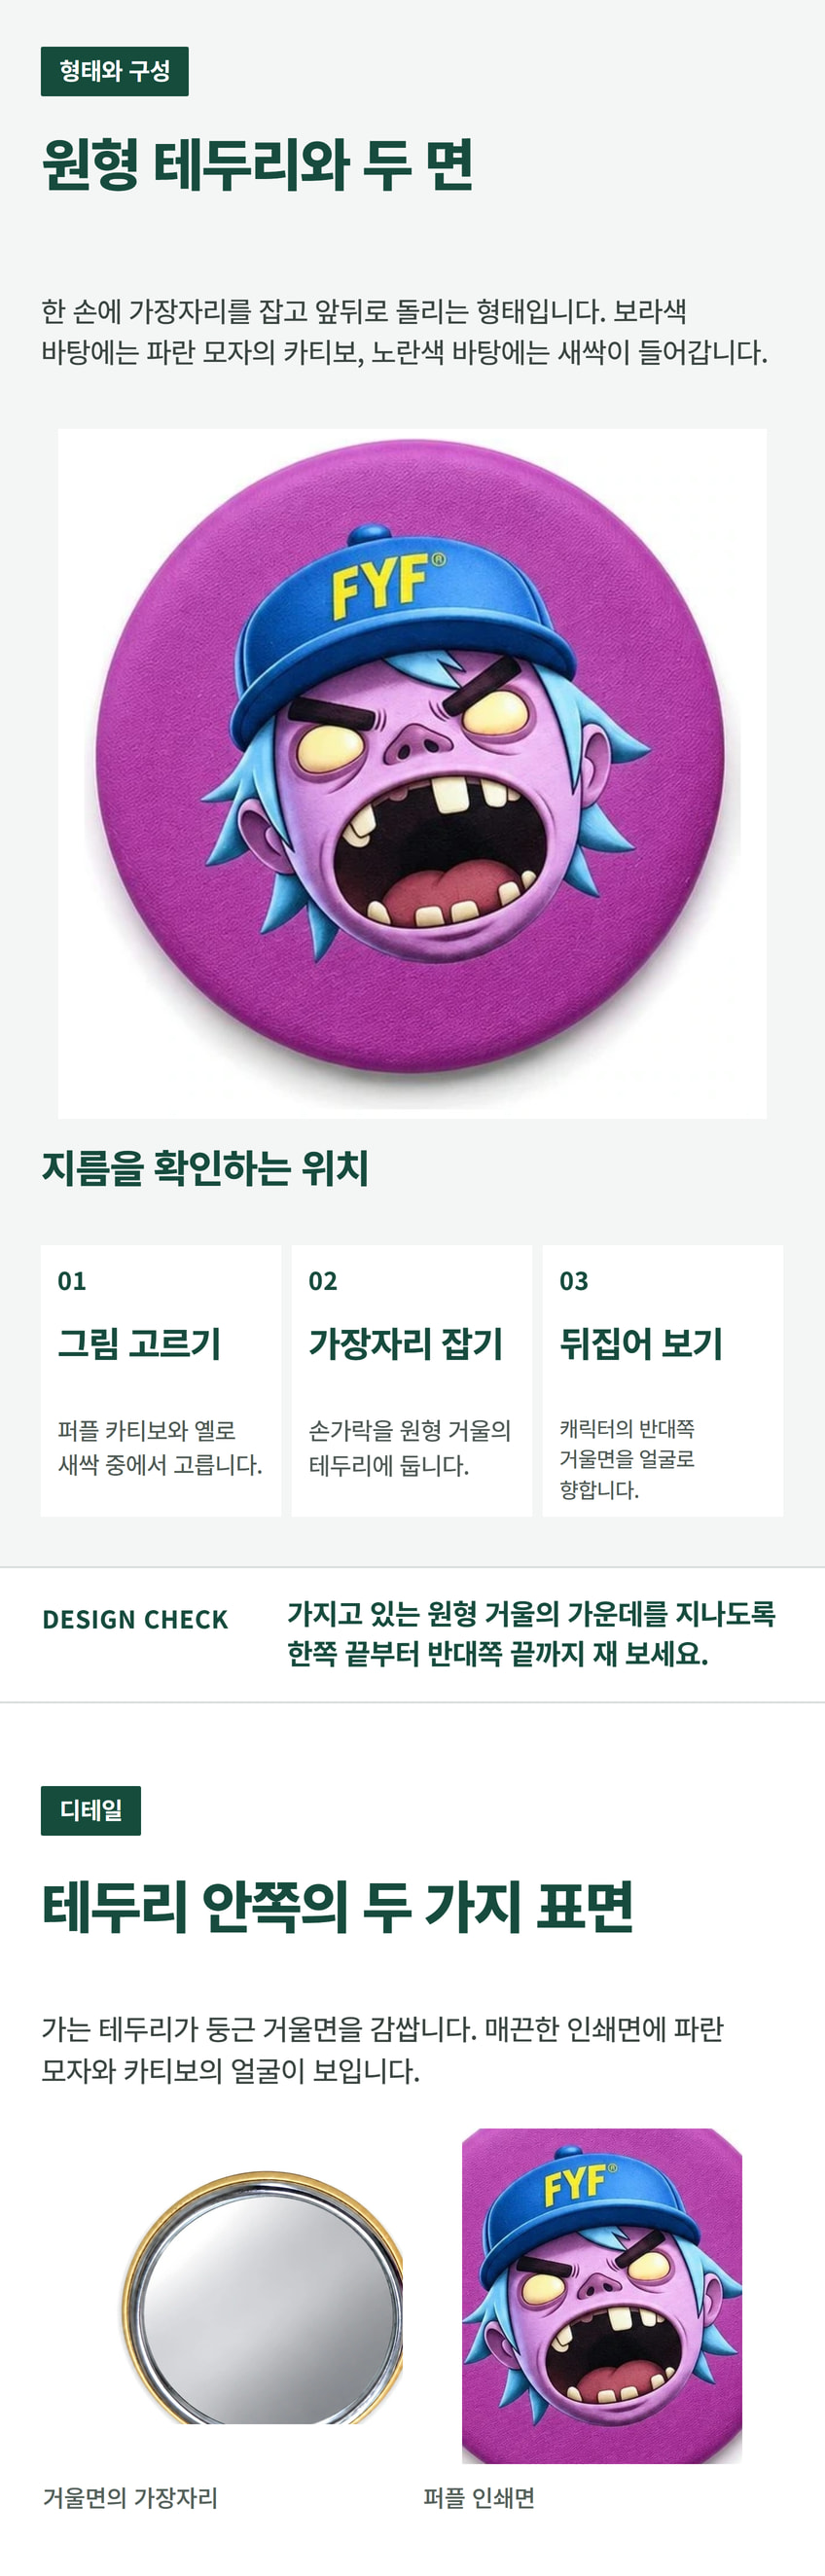 형태와 구성
원형 테두리와 두 면
한 손에 가장자리를 잡고 앞뒤로 돌리는 형태입니다. 보라색
바탕에는 파란 모자의 카티보, 노란색 바탕에는 새싹이 들어갑니다.
FYF®
지름을 확인하는 위치
01
그림 고르기
퍼플 카티보와 옐로
새싹 중에서 고릅니다.
02
가장자리 잡기
손가락을 원형 거울의
테두리에 둡니다.
03
뒤집어 보기
캐릭터의 반대쪽
거울면을 얼굴로
향합니다.
DESIGN CHECK
가지고 있는 원형 거울의 가운데를 지나도록
한쪽 끝부터 반대쪽 끝까지 재 보세요.
디테일
테두리 안쪽의 두 가지 표면
가는 테두리가 둥근 거울면을 감쌉니다. 매끈한 인쇄면에 파란
모자와 카티보의 얼굴이 보입니다.
FYF®
거울면의 가장자리
퍼플 인쇄면